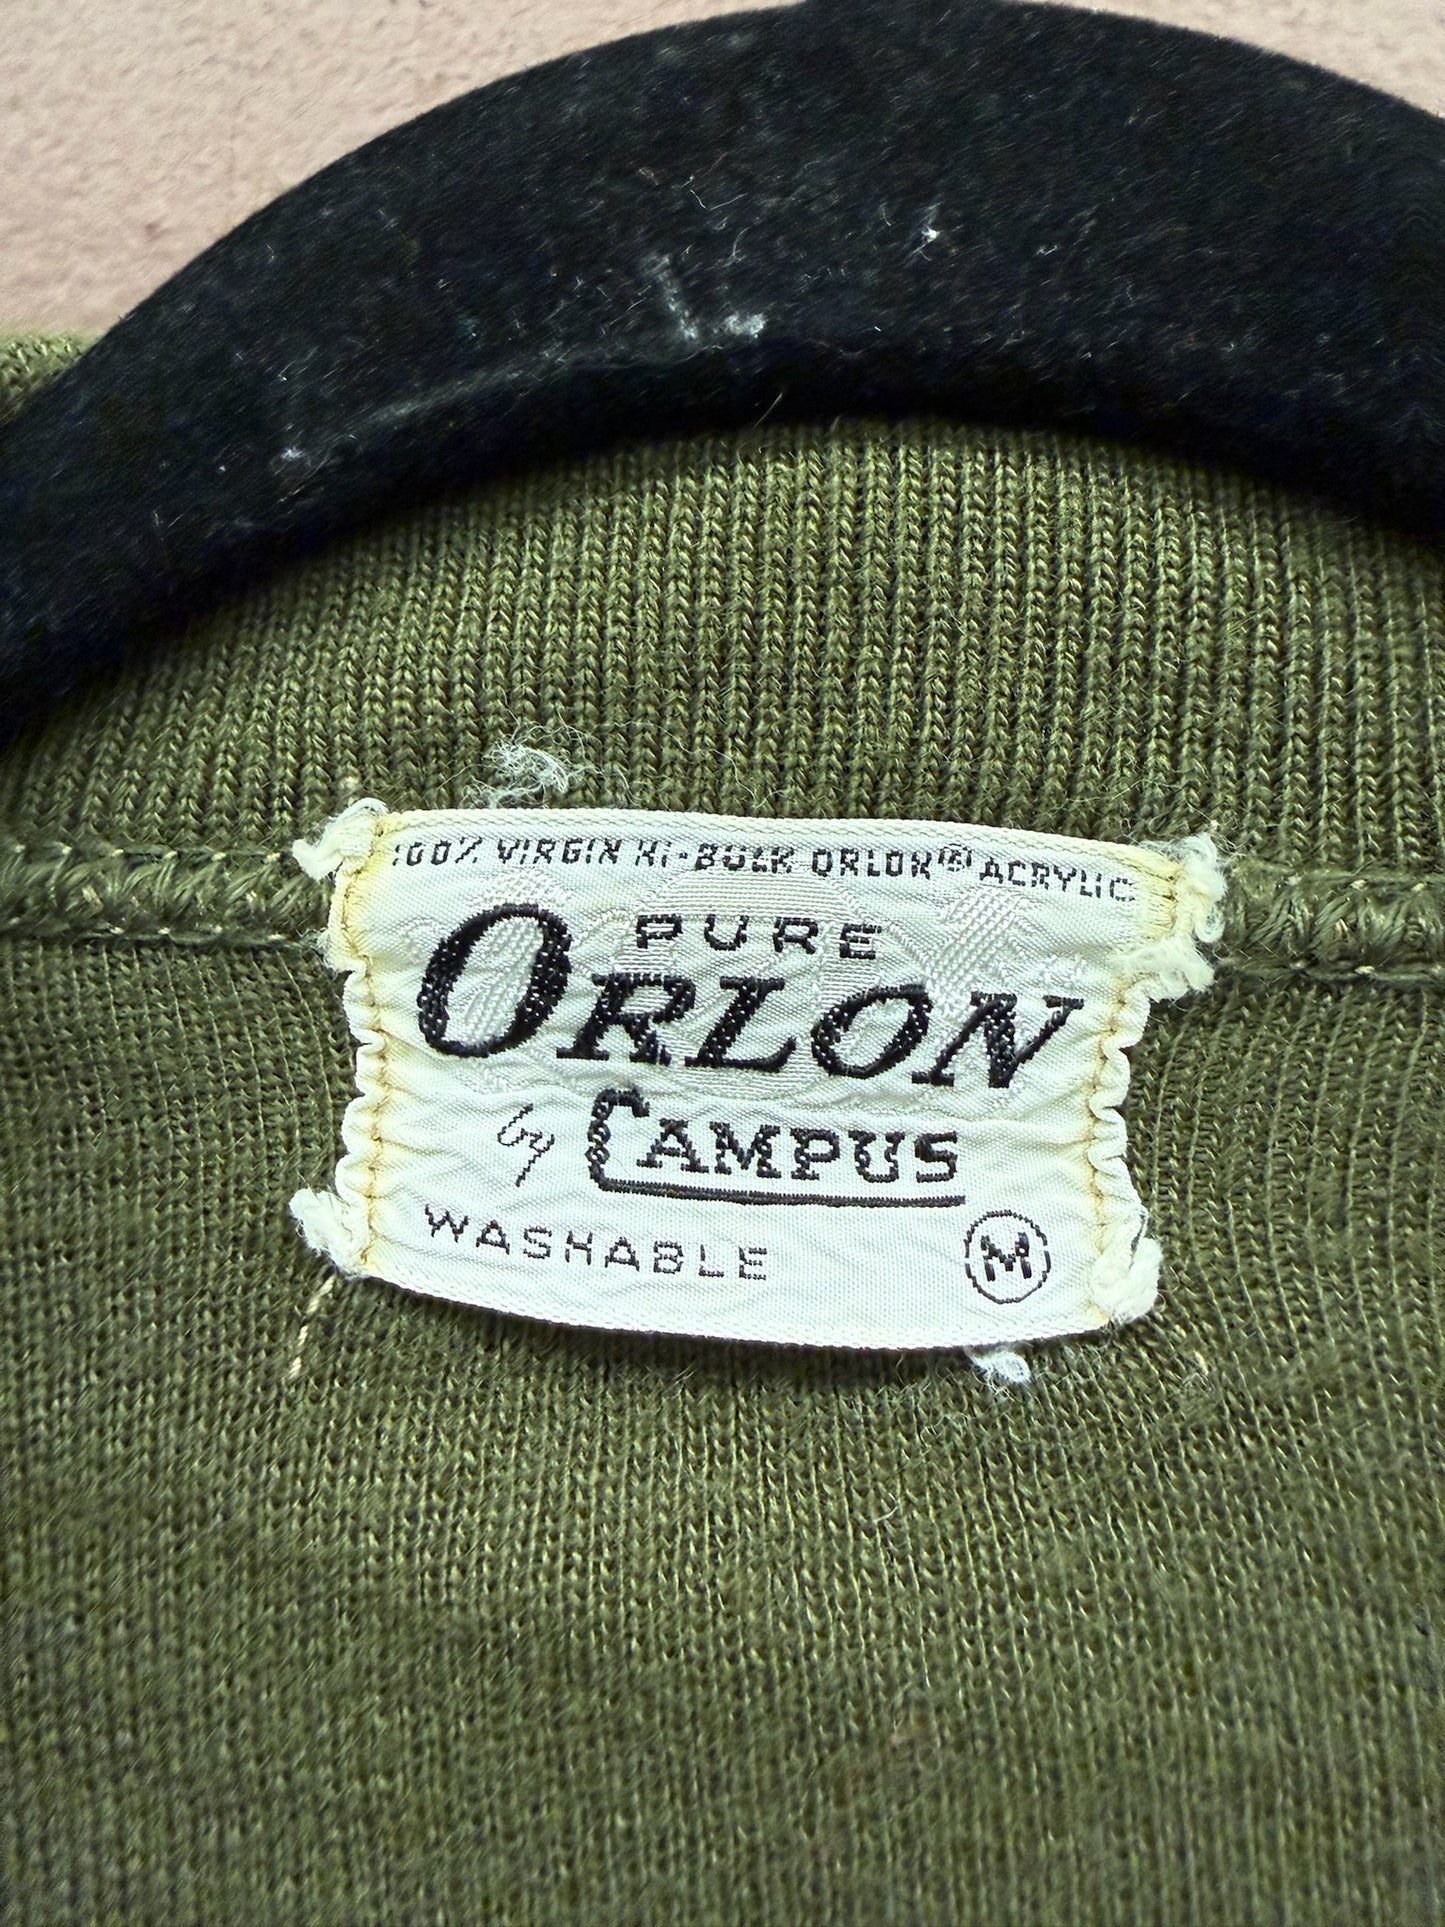 100% VIRGIN HI-BULK ORLON® ACRYLIC
PURE
ORLON
by CAMPUS
WASHABLE M